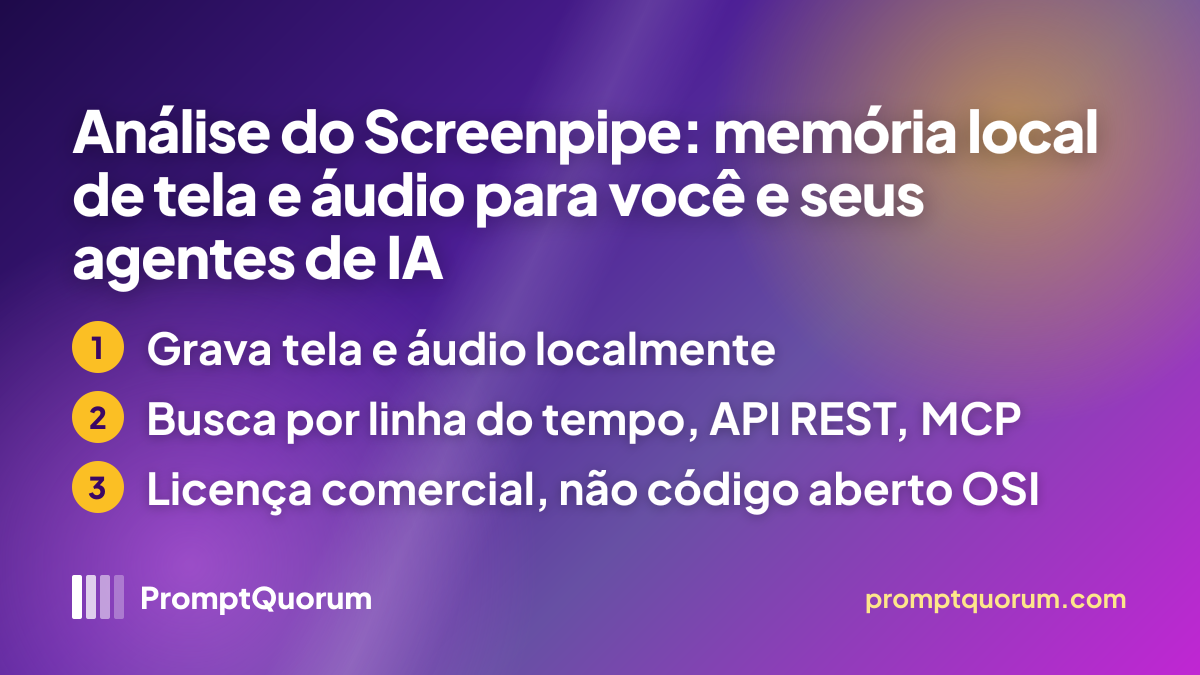 Análise do Screenpipe: memória local
de tela e áudio para você e seus
agentes de IA
1 Grava tela e áudio localmente
2 Busca por linha do tempo, API REST, MCP
3 Licença comercial, não código aberto OSI
PromptQuorum
promptquorum.com